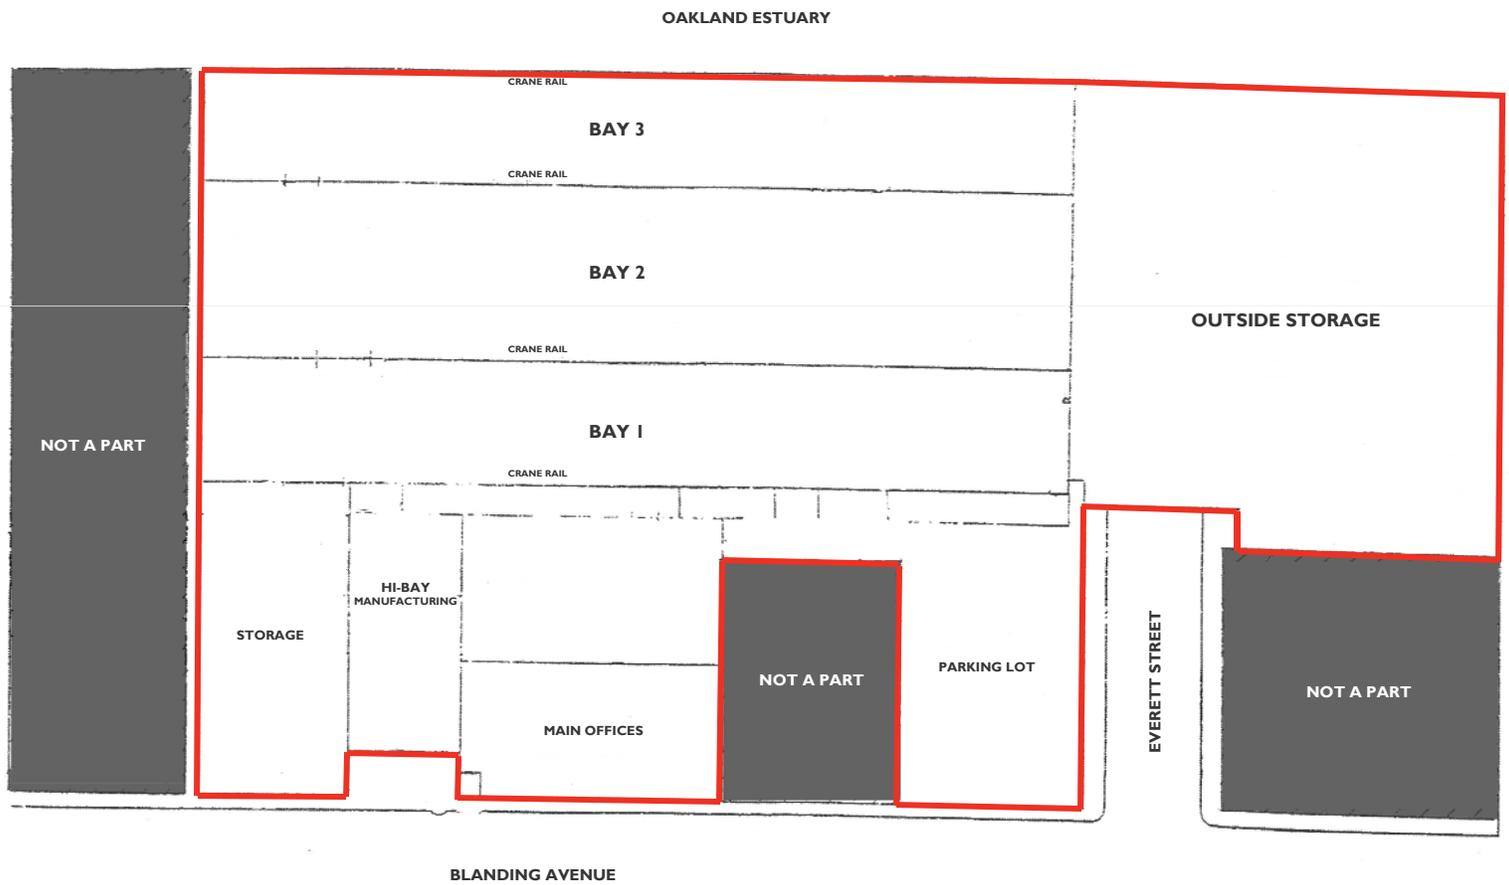 OAKLAND ESTUARY
CRANE RAIL
BAY 3
CRANE RAIL
BAY 2
OUTSIDE STORAGE
CRANE RAIL
BAY 1
NOT A PART
CRANE RAIL
HI-BAY
MANUFACTURING
STORAGE
MAIN OFFICES
NOT A PART
PARKING LOT
EVERETT STREET
NOT A PART
BLANDING AVENUE